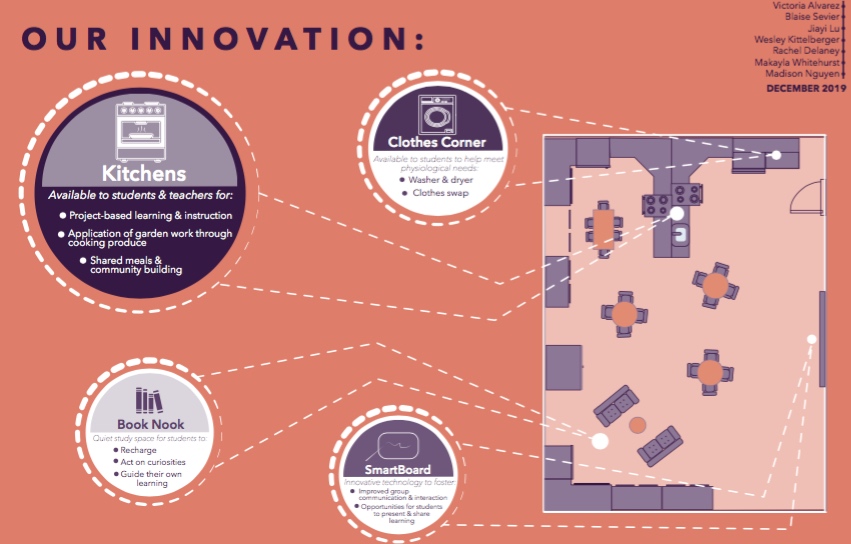 OUR INNOVATION:
Victoria Alvarez
Blaise Sevier
Jiayi Lu
Wesley Kittelberger
Rachel Delaney
Makayla Whitehurst
Madison Nguyen
DECEMBER 2019
Kitchens
Available to students & teachers for:
Project-based learning & instruction
Application of garden work through
cooking produce
Shared meals &
community building
Clothes Corner
Available to students to help meet
physiological needs:
Washer & dryer
Clothes swap
Book Nook
Quiet study space for students to:
Recharge
Act on curiosities
Guide their own
learning
SmartBoard
Innovative technology to foster:
Improved group
communication & interaction
Opportunities for students
to present & share
learning